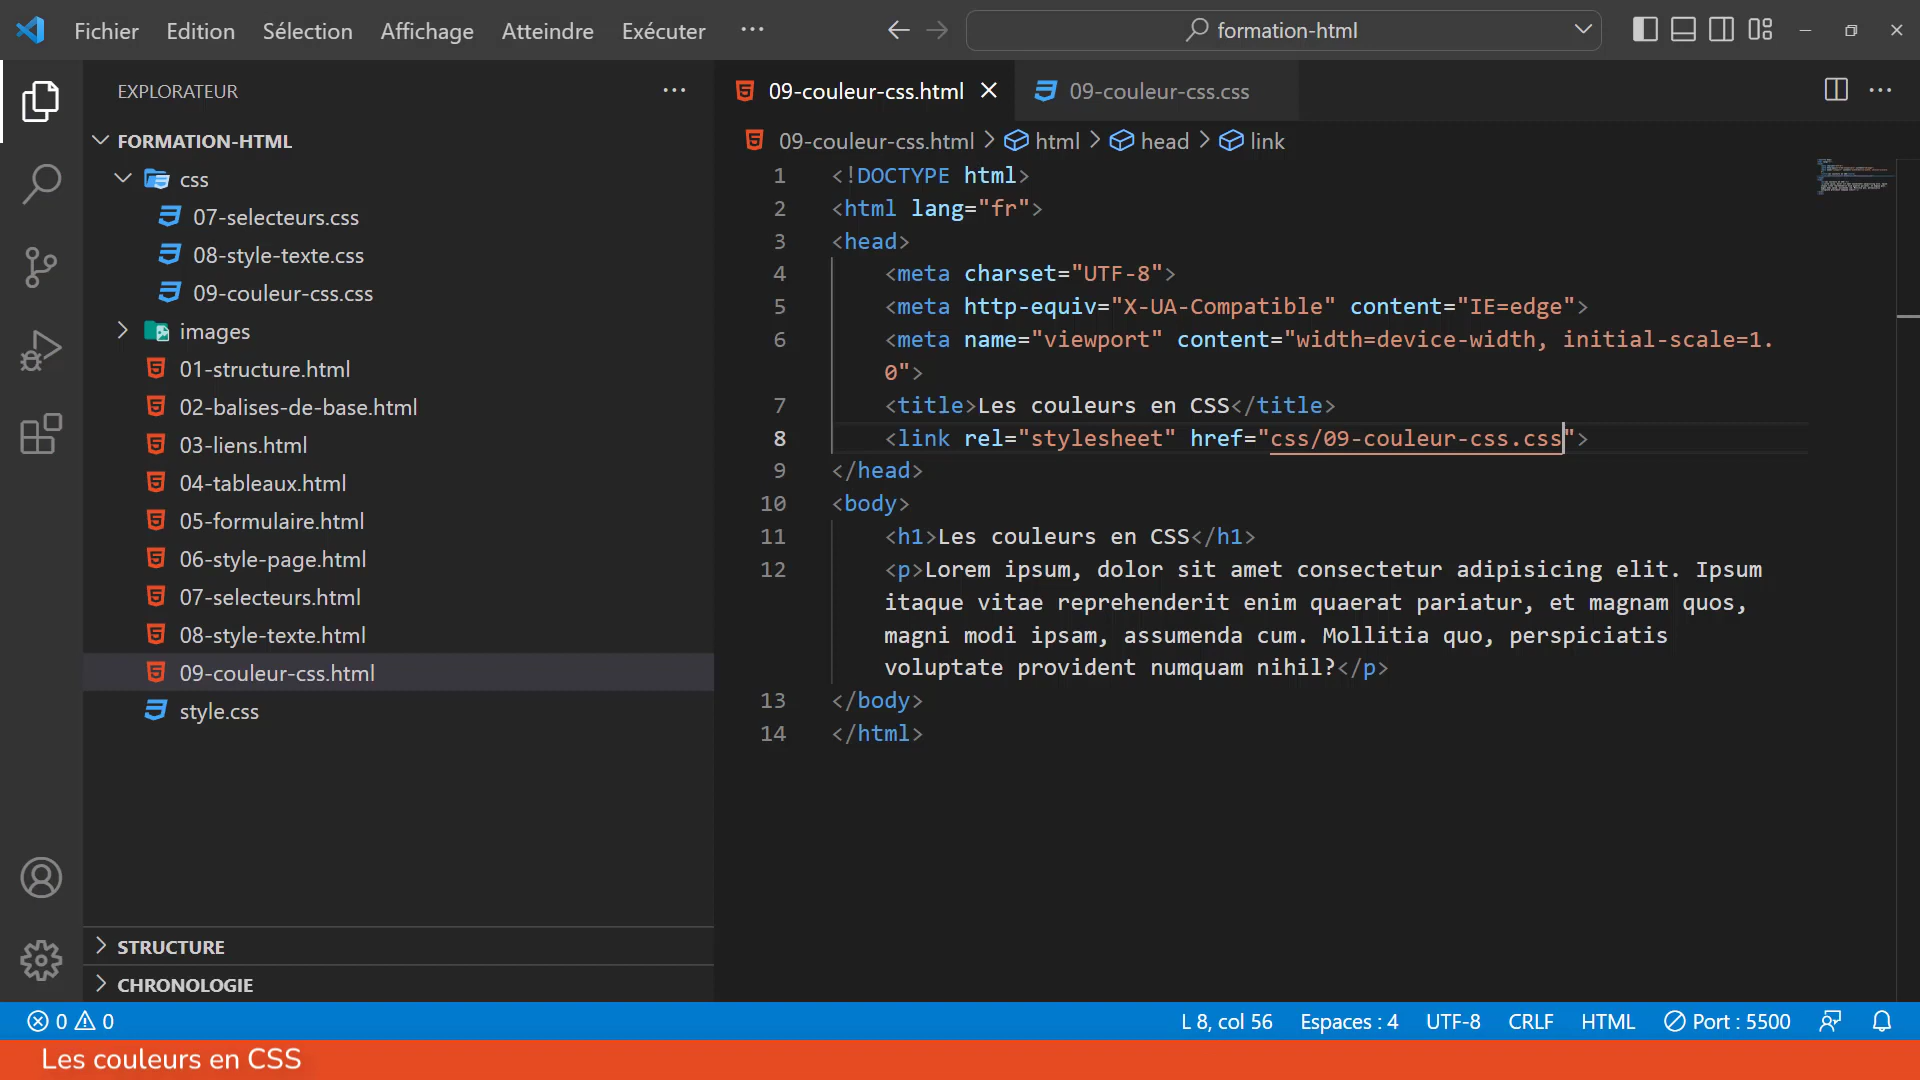 Fichier Edition Sélection Affichage Atteindre Exécuter ··· formation-html
EXPLORATEUR ···
FORMATION-HTML
css
07-selecteurs.css
08-style-texte.css
09-couleur-css.css
images
01-structure.html
02-balises-de-base.html
03-liens.html
04-tableaux.html
05-formulaire.html
06-style-page.html
07-selecteurs.html
08-style-texte.html
09-couleur-css.html
style.css
STRUCTURE
CHRONOLOGIE
09-couleur-css.html 09-couleur-css.css
09-couleur-css.html > html > head > link
1 <!DOCTYPE html>
2 <html lang="fr">
3 <head>
4 <meta charset="UTF-8">
5 <meta http-equiv="X-UA-Compatible" content="IE=edge">
6 <meta name="viewport" content="width=device-width, initial-scale=1.
0">
7 <title>Les couleurs en CSS</title>
8 <link rel="stylesheet" href="css/09-couleur-css.css">
9 </head>
10 <body>
11 <h1>Les couleurs en CSS</h1>
12 <p>Lorem ipsum, dolor sit amet consectetur adipisicing elit. Ipsum
itaque vitae reprehenderit enim quaerat pariatur, et magnam quos,
magni modi ipsam, assumenda cum. Mollitia quo, perspiciatis
voluptate provident numquam nihil?</p>
13 </body>
14 </html>
0 0 L 8, col 56 Espaces : 4 UTF-8 CRLF HTML Port : 5500
Les couleurs en CSS